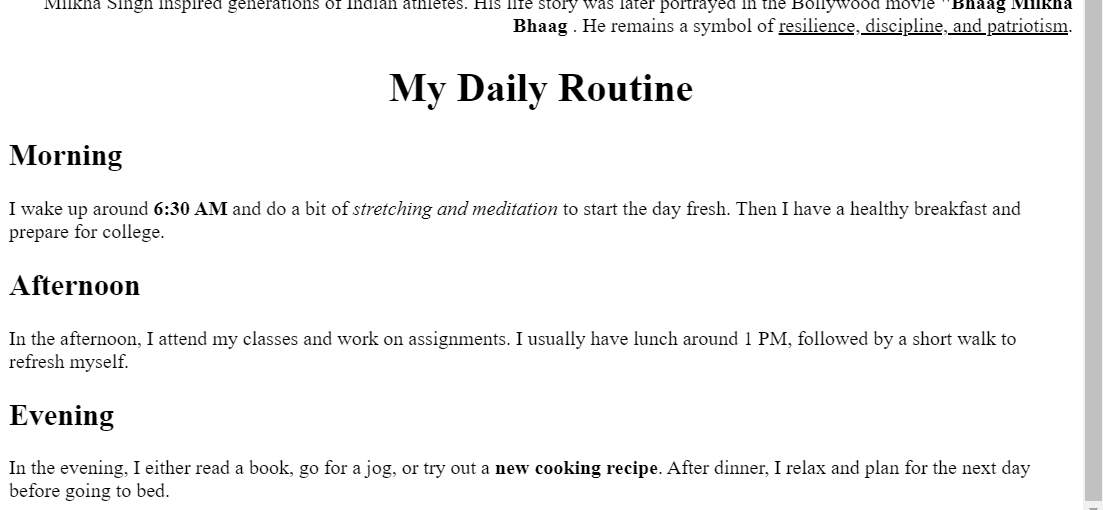 Milkha Singh inspired generations of Indian athletes. His life story was later portrayed in the Bollywood movie "Bhaag Milkha
Bhaag . He remains a symbol of resilience, discipline, and patriotism.
My Daily Routine
Morning
I wake up around 6:30 AM and do a bit of stretching and meditation to start the day fresh. Then I have a healthy breakfast and
prepare for college.
Afternoon
In the afternoon, I attend my classes and work on assignments. I usually have lunch around 1 PM, followed by a short walk to
refresh myself.
Evening
In the evening, I either read a book, go for a jog, or try out a new cooking recipe. After dinner, I relax and plan for the next day
before going to bed.